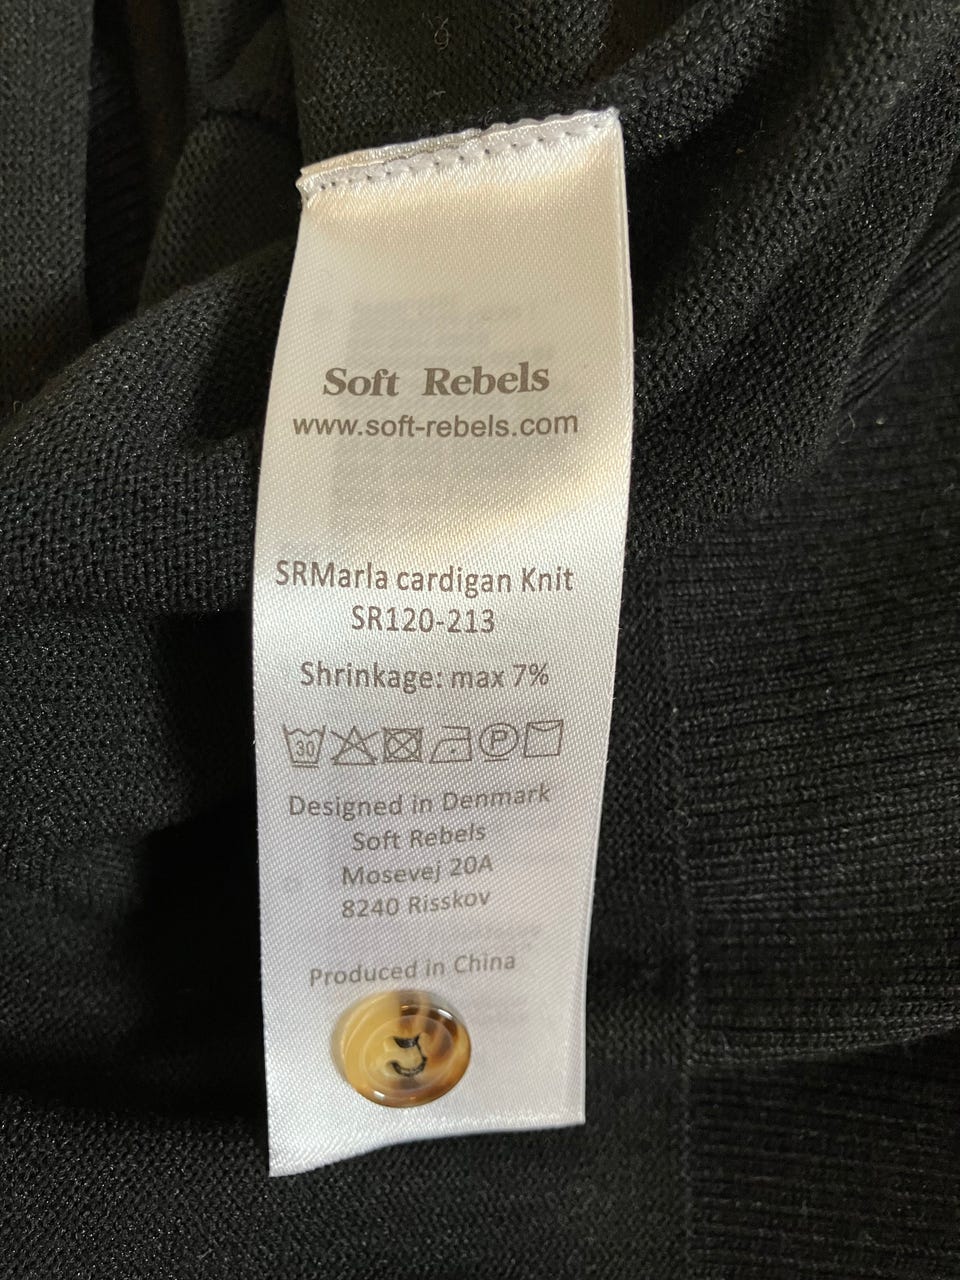 Soft Rebels
www.soft-rebels.com
SRMarla cardigan Knit
SR120-213
Shrinkage: max 7%
30 P
Designed in Denmark
Soft Rebels
Mosevej 20A
8240 Risskov
Produced in China